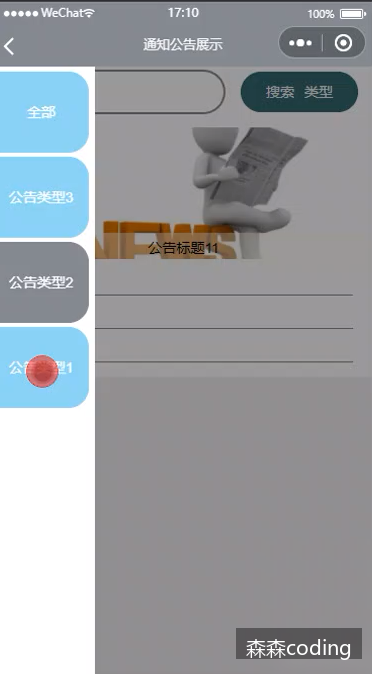 WeChat 17:10 100%
通知公告展示
搜索 类型
全部
公告类型3
NEWS
公告标题11
公告类型2
公告类型1
森森coding